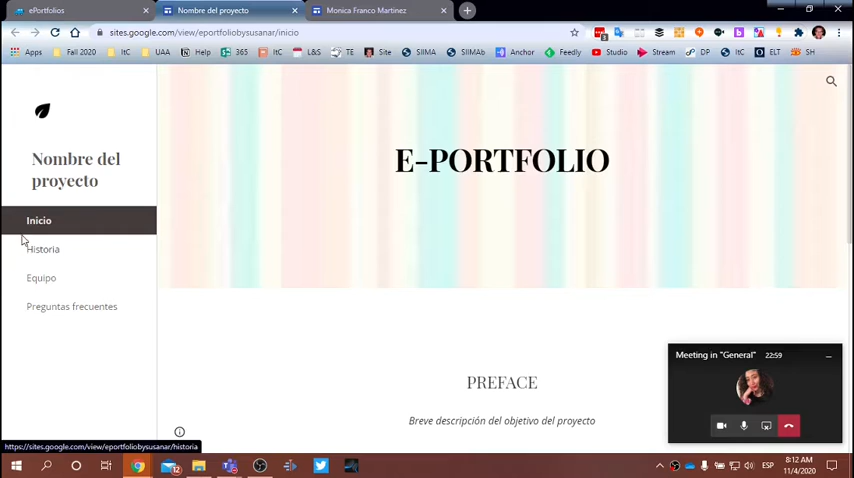 ePortfolios
Nombre del proyecto
Monica Franco Martinez
sites.google.com/view/eportfoliobysusanar/inicio
Apps
Fall 2020
ItC
UAA
Help
365
ItC
L&S
TE
Site
SIIMA
SIIMAb
Anchor
Feedly
Studio
Stream
DP
ItC
ELT
SH
Nombre del
proyecto
Inicio
Historia
Equipo
Preguntas frecuentes
E-PORTFOLIO
PREFACE
Breve descripción del objetivo del proyecto
Meeting in "General" 22:59
https://sites.google.com/view/eportfoliobysusanar/historia
12
ESP
8:12 AM
11/4/2020